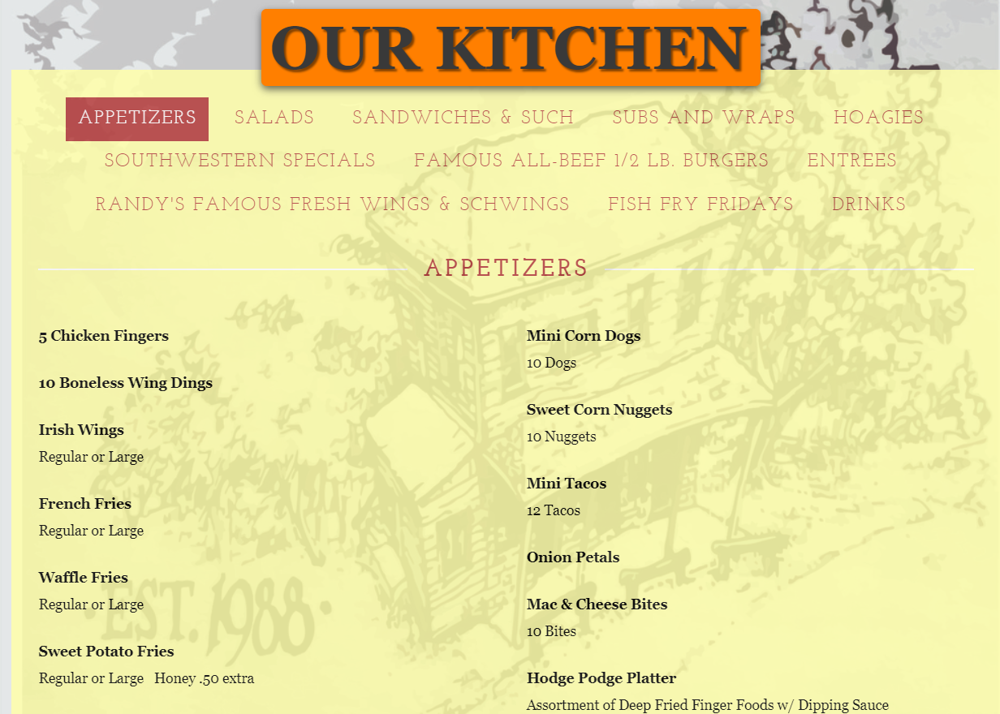 OUR KITCHEN
APPETIZERS SALADS SANDWICHES & SUCH SUBS AND WRAPS HOAGIES
SOUTHWESTERN SPECIALS FAMOUS ALL-BEEF 1/2 LB. BURGERS ENTREES
RANDY'S FAMOUS FRESH WINGS & SCHWINGS FISH FRY FRIDAYS DRINKS
APPETIZERS
5 Chicken Fingers
10 Boneless Wing Dings
Irish Wings
Regular or Large
French Fries
Regular or Large
Waffle Fries
Regular or Large
Sweet Potato Fries
Regular or Large Honey .50 extra
Mini Corn Dogs
10 Dogs
Sweet Corn Nuggets
10 Nuggets
Mini Tacos
12 Tacos
Onion Petals
Mac & Cheese Bites
10 Bites
Hodge Podge Platter
Assortment of Deep Fried Finger Foods w/ Dipping Sauce
·EST. 1988·